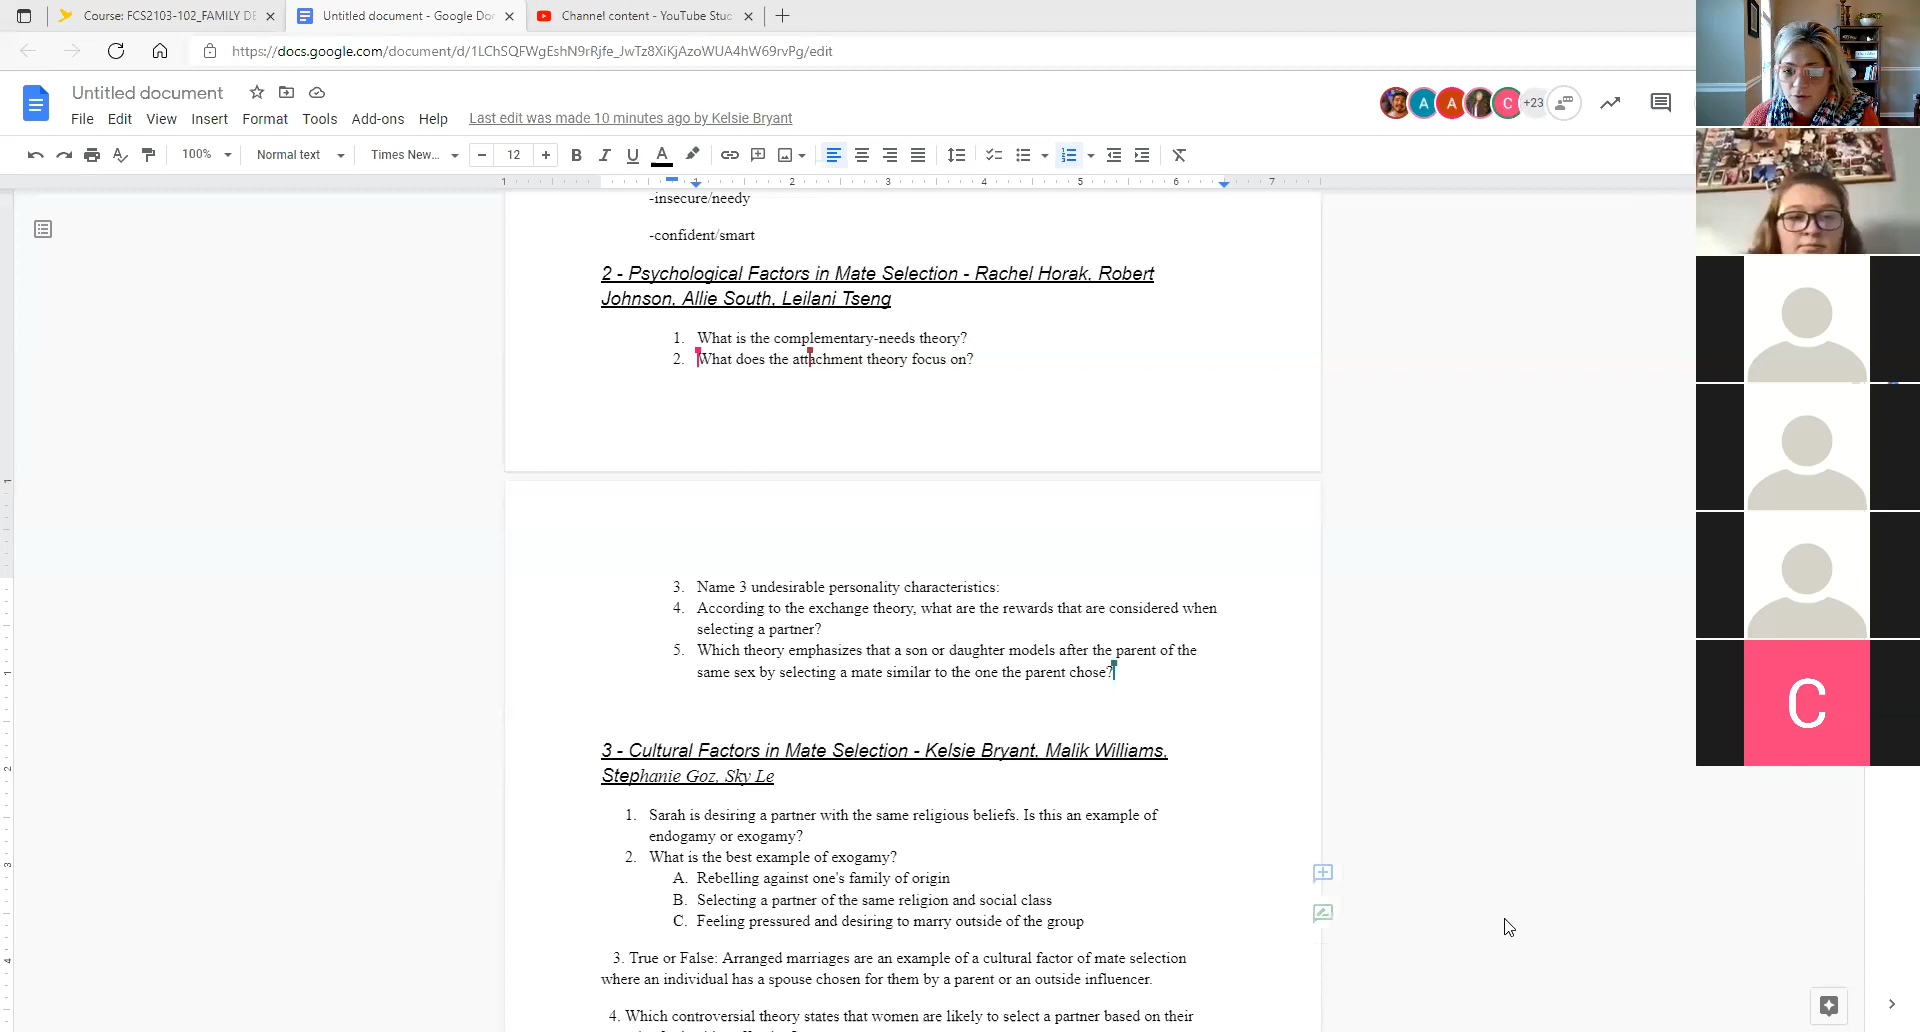 Course: FCS2103-102_FAMILY DE
Untitled document - Google Do
Channel content - YouTube Stud
https://docs.google.com/document/d/1LChSQFWgEshN9rRjfe_JwTz8XiKjAzoWUA4hW69rvPg/edit
Untitled document
File Edit View Insert Format Tools Add-ons Help Last edit was made 10 minutes ago by Kelsie Bryant
A A C +23
100% Normal text Times New... 12 B I U A
1 1 2 3 4 5 6 7
-insecure/needy
-confident/smart
2 - Psychological Factors in Mate Selection - Rachel Horak, Robert
Johnson, Allie South, Leilani Tseng
1. What is the complementary-needs theory?
2. What does the attachment theory focus on?
3. Name 3 undesirable personality characteristics:
4. According to the exchange theory, what are the rewards that are considered when
selecting a partner?
5. Which theory emphasizes that a son or daughter models after the parent of the
same sex by selecting a mate similar to the one the parent chose?
C
3 - Cultural Factors in Mate Selection - Kelsie Bryant, Malik Williams,
Stephanie Goz, Sky Le
1. Sarah is desiring a partner with the same religious beliefs. Is this an example of
endogamy or exogamy?
2. What is the best example of exogamy?
A. Rebelling against one's family of origin
B. Selecting a partner of the same religion and social class
C. Feeling pressured and desiring to marry outside of the group
3. True or False: Arranged marriages are an example of a cultural factor of mate selection
where an individual has a spouse chosen for them by a parent or an outside influencer.
4. Which controversial theory states that women are likely to select a partner based on their